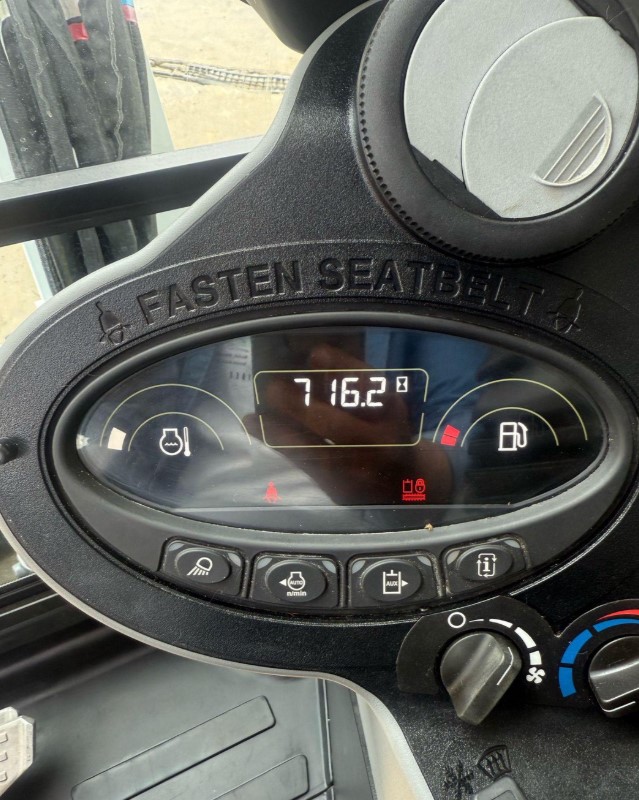 FASTEN SEATBELT
716.2
AUTO
n/min
AUX
i